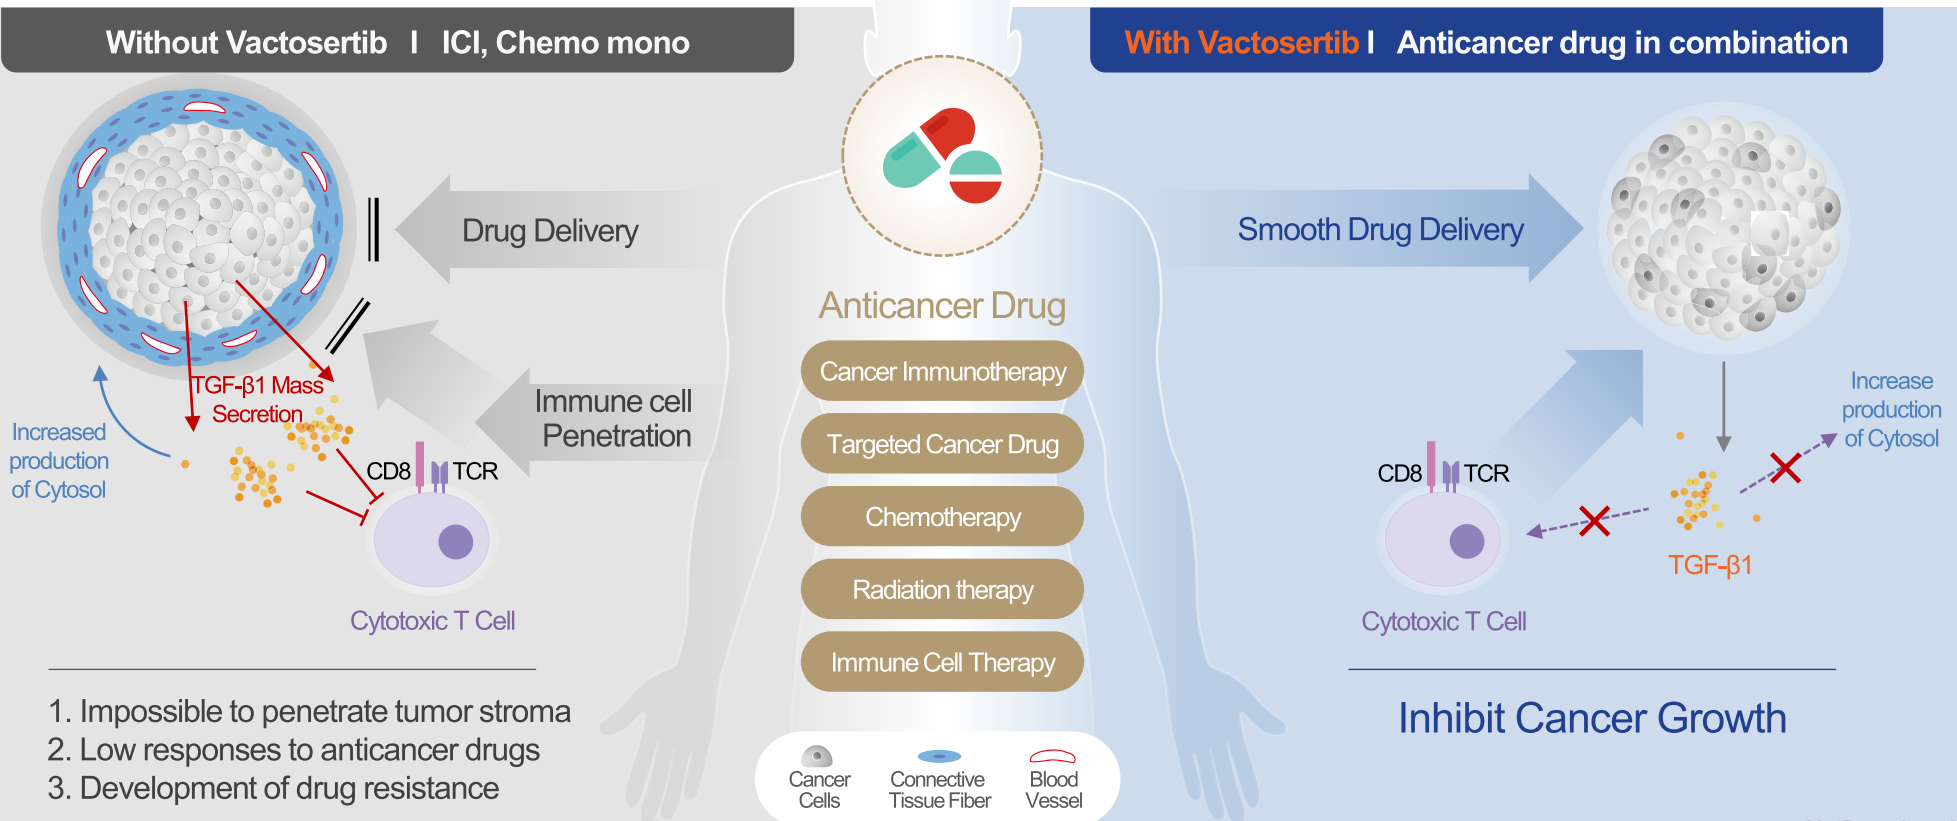 Without Vactosertib I ICI, Chemo mono
With Vactosertib I Anticancer drug in combination
Drug Delivery
Smooth Drug Delivery
Anticancer Drug
Cancer Immunotherapy
Targeted Cancer Drug
Chemotherapy
Radiation therapy
Immune Cell Therapy
TGF-β1 Mass
Secretion
Increased
production
of Cytosol
Immune cell
Penetration
CD8
TCR
Cytotoxic T Cell
Increase
production
of Cytosol
CD8
TCR
TGF-β1
Cytotoxic T Cell
1. Impossible to penetrate tumor stroma
2. Low responses to anticancer drugs
3. Development of drug resistance
Inhibit Cancer Growth
Cancer
Cells
Connective
Tissue Fiber
Blood
Vessel